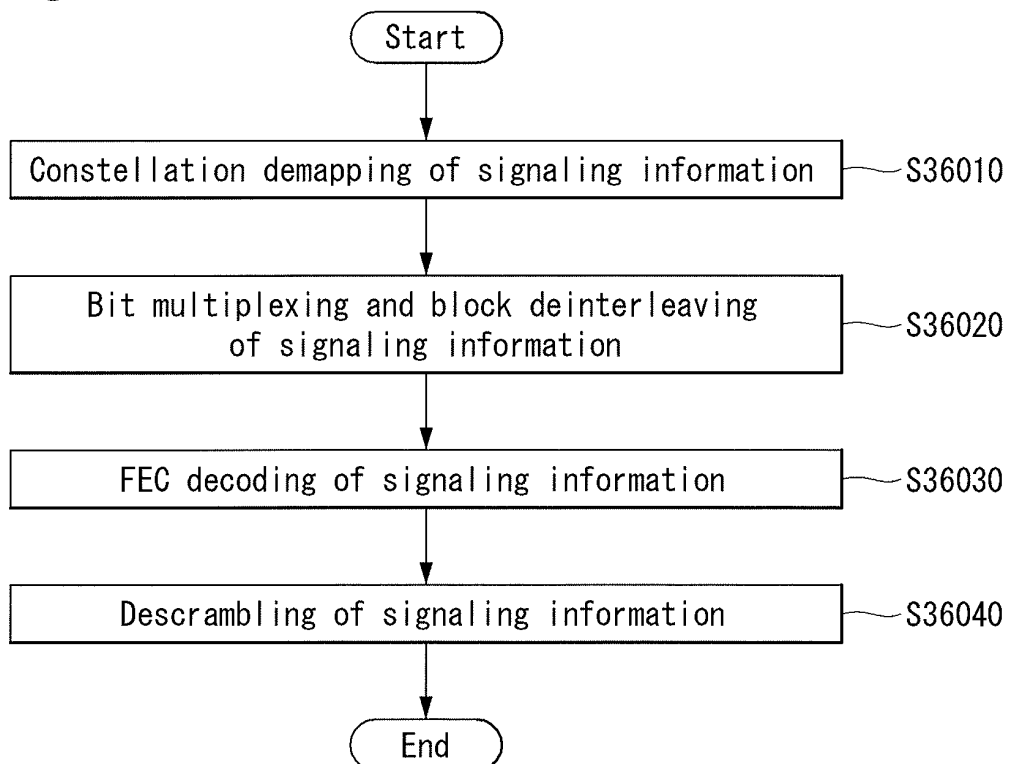 Start
Constellation demapping of signaling information
S36010
Bit multiplexing and block deinterleaving
of signaling information
S36020
FEC decoding of signaling information
S36030
Descrambling of signaling information
S36040
End